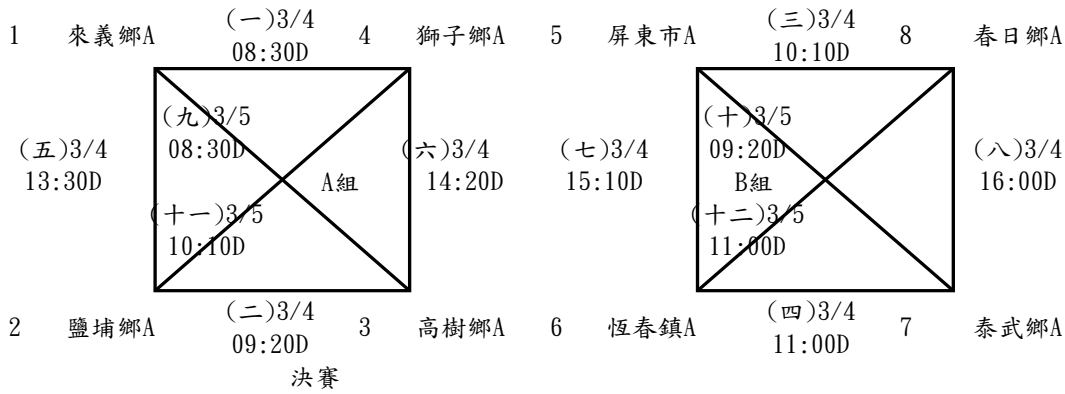 (一)3/4 (三)3/4
1 來義鄉A 4 獅子鄉A 5 屏東市A 8 春日鄉A
08:30D 10:10D
(九)3/5 (十)3/5
(五)3/4 08:30D (六)3/4 (七)3/4 09:20D (八)3/4
13:30D A組 14:20D 15:10D B組 16:00D
(十一)3/5 (十二)3/5
10:10D 11:00D
(二)3/4 (四)3/4
2 鹽埔鄉A 3 高樹鄉A 6 恆春鎮A 7 泰武鄉A
09:20D 11:00D
決賽